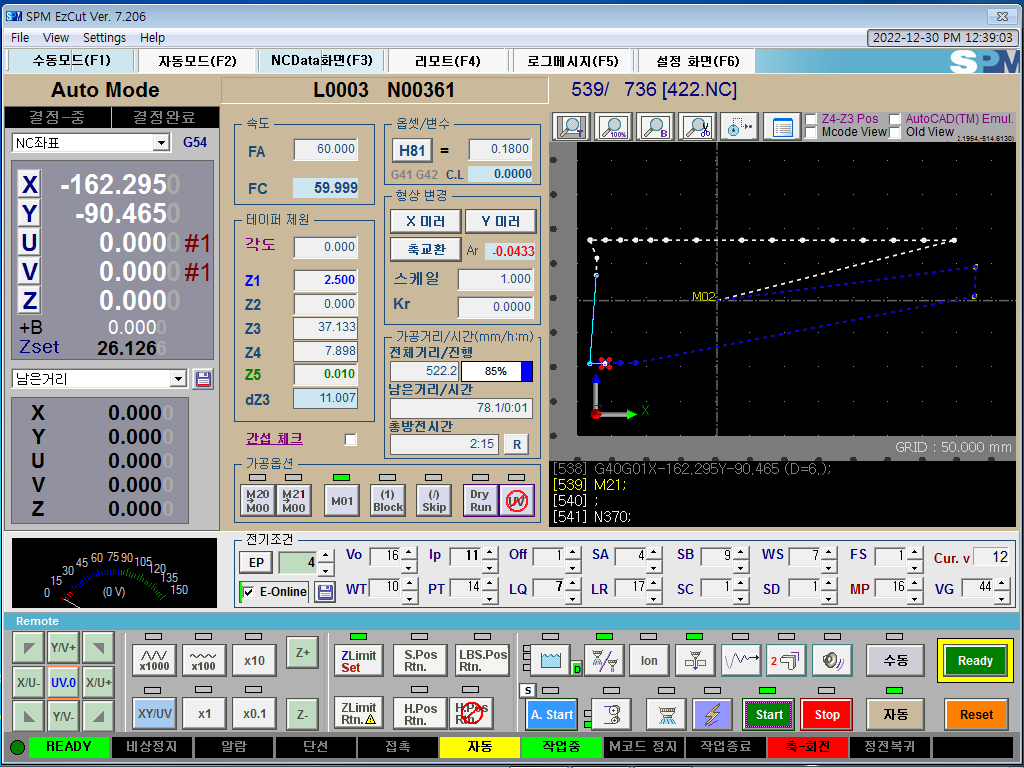 SPM EzCut Ver. 7.206
File View Settings Help
2022-12-30 PM 12:39:03
수동모드(F1) 자동모드(F2) NCData화면(F3) 리모트(F4) 로그메시지(F5) 설정 화면(F6) SPM
Auto Mode L0003 N00361 539/ 736 [422.NC]
결정-중 결정완료
NC좌표 G54
X -162.2950
Y -90.4650
U 0.0000 #1
V 0.0000 #1
Z 0.0000
+B 0.0000
Zset 26.1266
남은거리
X 0.0000
Y 0.0000
U 0.0000
V 0.0000
Z 0.0000
속도
FA 60.000
FC 59.999
테이퍼 제원
각도 0.000
Z1 2.500
Z2 0.000
Z3 37.133
Z4 7.898
Z5 0.010
dZ3 11.007
간섭 체크
옵셋/변수
H81 = 0.1800
G41 G42 C.L 0.0000
형상 변경
X 미러 Y 미러
축교환 Ar -0.0433
스케일 1.000
Kr 0.0000
가공거리/시간(mm/h:m)
전체거리/진행
522.2 85%
남은거리/시간
78.1/0:01
총방전시간
2:15 R
가공옵션
M20 M00 M21 M00 M01 (1) Block (/) Skip Dry Run UV
T 100% B
Z4-Z3 Pos AutoCAD(TM) Emul.
Mcode View Old View
M02
X
GRID : 50.000 mm
[538] G40G01X-162,295Y-90,465 (D=6,);
[539] M21;
[540] ;
[541] N370;
0 15 30 45 60 75 90 105 120 135 150
(0 V)
전기조건
EP 4
E-Online
Vo 16 Ip 11 Off 1 SA 4 SB 9 WS 7 FS 1 Cur. v 12
WT 10 PT 14 LQ 7 LR 17 SC 1 SD 1 MP 16 VG 44
Remote
Y/V+ x1000 x100 x10 Z+ ZLimit Set S.Pos Rtn. LBS.Pos Rtn. D Ion 2 수동 Ready
X/U- UV.0 X/U+
Y/V- XY/UV x1 x0.1 Z- ZLimit Rtn. H.Pos Rtn. H.Pos Rtn. S A. Start Start Stop 자동 Reset
READY 비상정지 알람 단선 접촉 자동 작업중 M코드 정지 작업종료 축-회전 정전복귀